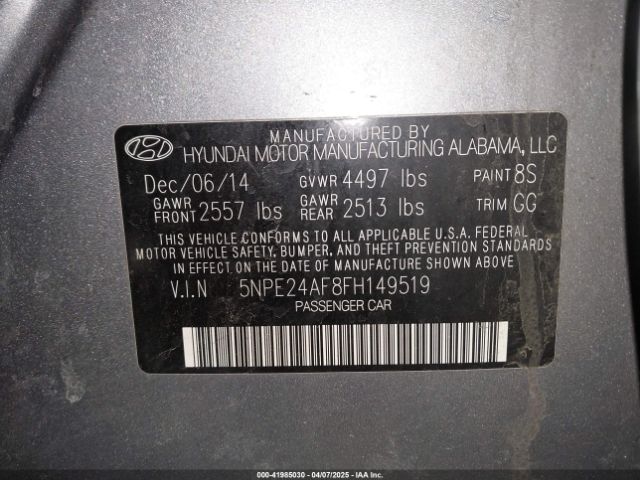 MANUFACTURED BY
HYUNDAI MOTOR MANUFACTURING ALABAMA, LLC
Dec/06/14 GVWR 4497 lbs PAINT 8S
GAWR FRONT 2557 lbs GAWR REAR 2513 lbs TRIM GG
THIS VEHICLE CONFORMS TO ALL APPLICABLE U.S.A. FEDERAL
MOTOR VEHICLE SAFETY, BUMPER, AND THEFT PREVENTION STANDARDS
IN EFFECT ON THE DATE OF MANUFACTURE SHOWN ABOVE.
V.I.N 5NPE24AF8FH149519
PASSENGER CAR
000-41985030 - 04/07/2025 - IAAI.COM